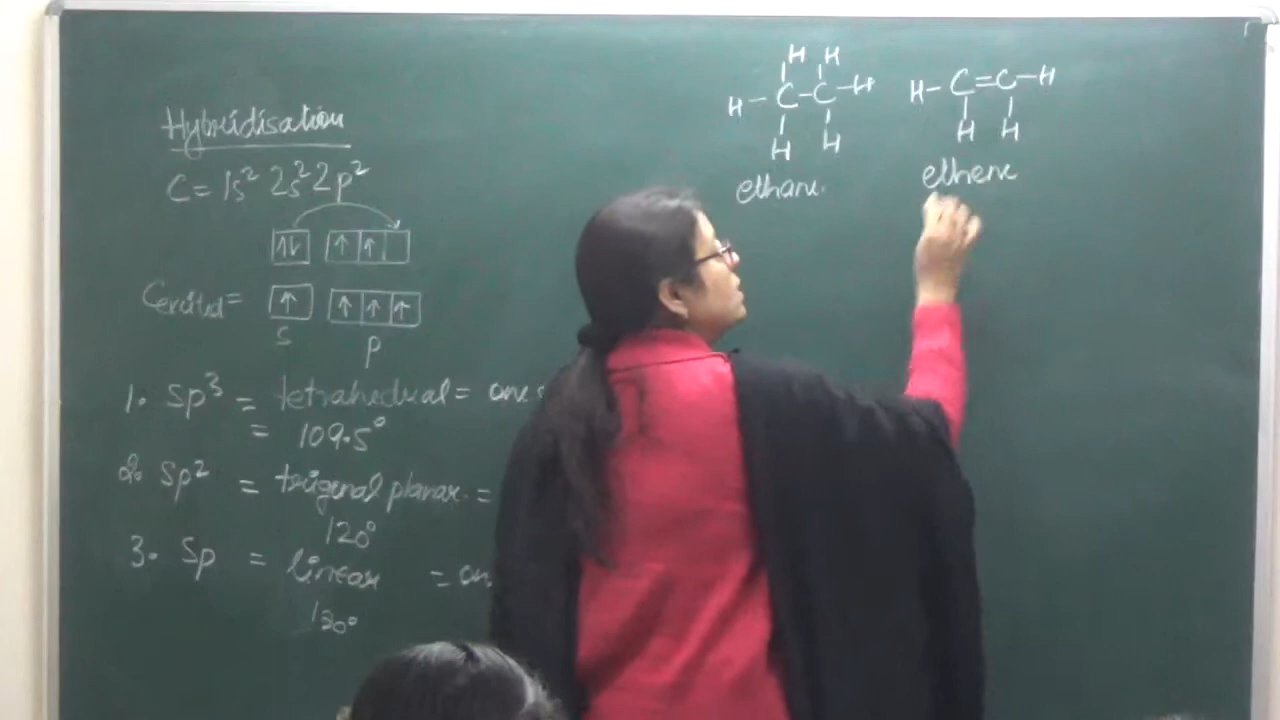 Hybridisation
C = 1s² 2s² 2p²
↑↓ ↑ ↑
Cexcited = ↑ ↑ ↑ ↑
s p
1. sp³ = tetrahedral = one
= 109.5°
2. sp² = trigonal planar. =
120°
3. sp = linear = on
180°
H H
H – C – C – H
H H
ethane
H – C = C – H
H H
ethene